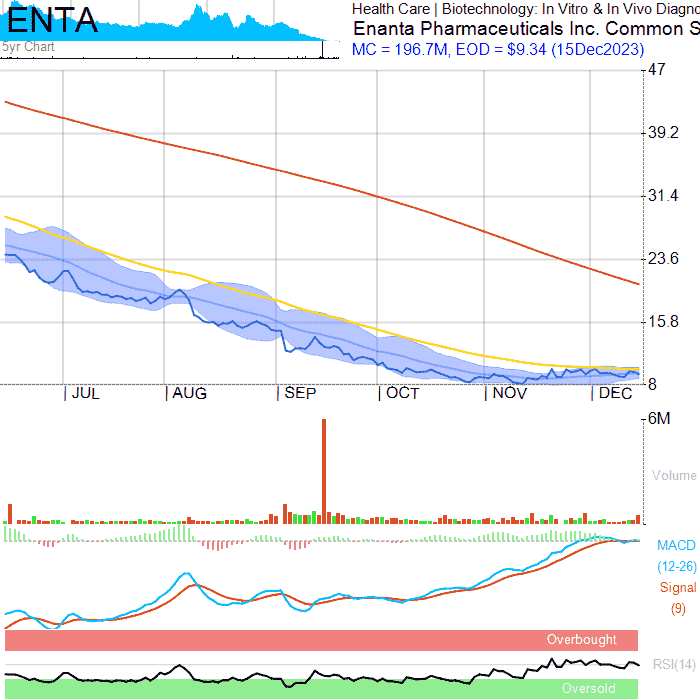 ENTA
5yr Chart
Health Care | Biotechnology: In Vitro & In Vivo Diagno
Enanta Pharmaceuticals Inc. Common S
MC = 196.7M, EOD = $9.34 (15Dec2023)
47
39.2
31.4
23.6
15.8
8
| JUL | AUG | SEP | OCT | NOV | DEC
6M
Volume
MACD
(12-26)
Signal
(9)
Overbought
RSI(14)
Oversold